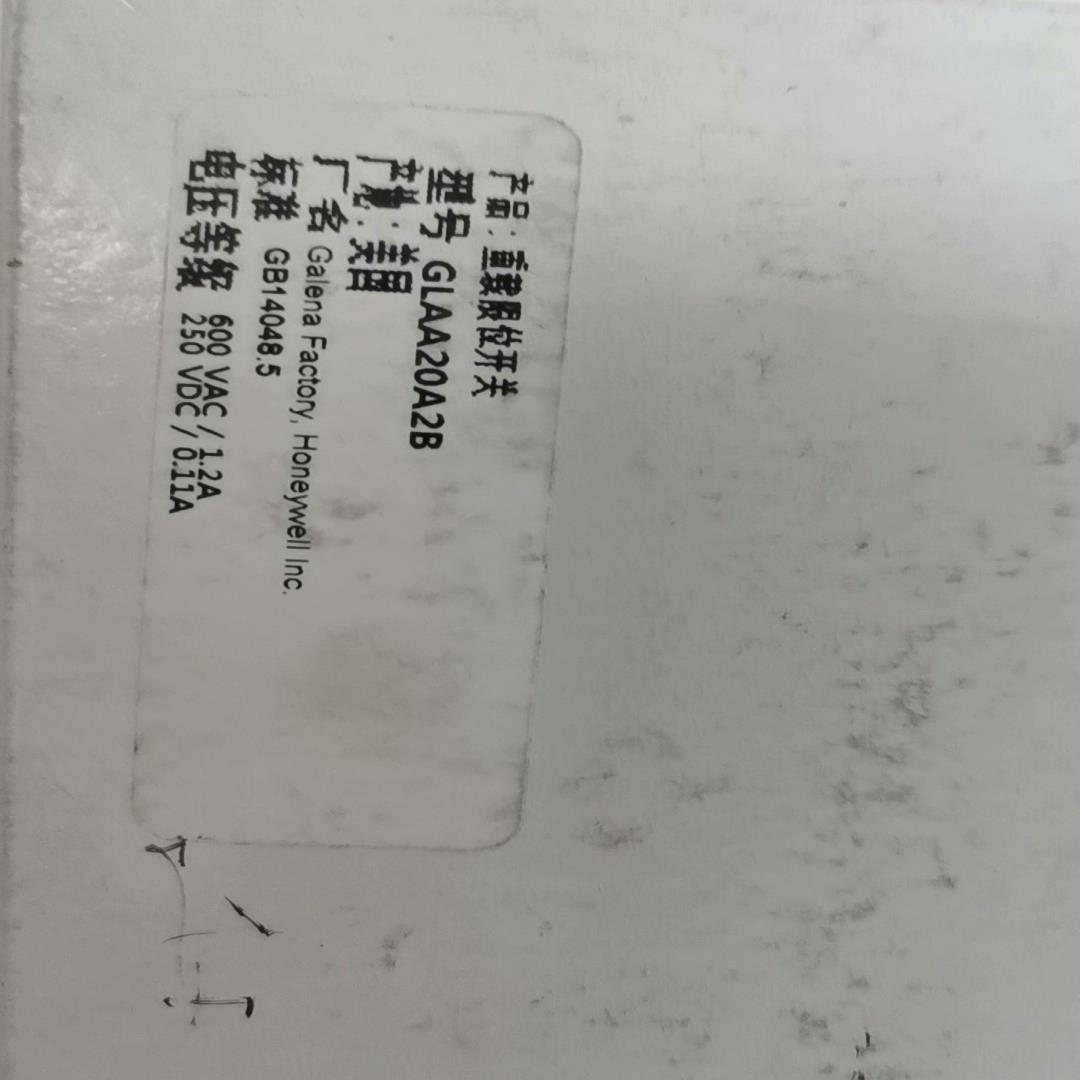 产品：重载限位开关
型号 GLAA20A2B
产地：美国
厂名 Galena Factory, Honeywell Inc.
标准 GB14048.5
电压等级 600 VAC / 1.2A
250 VDC / 0.11A